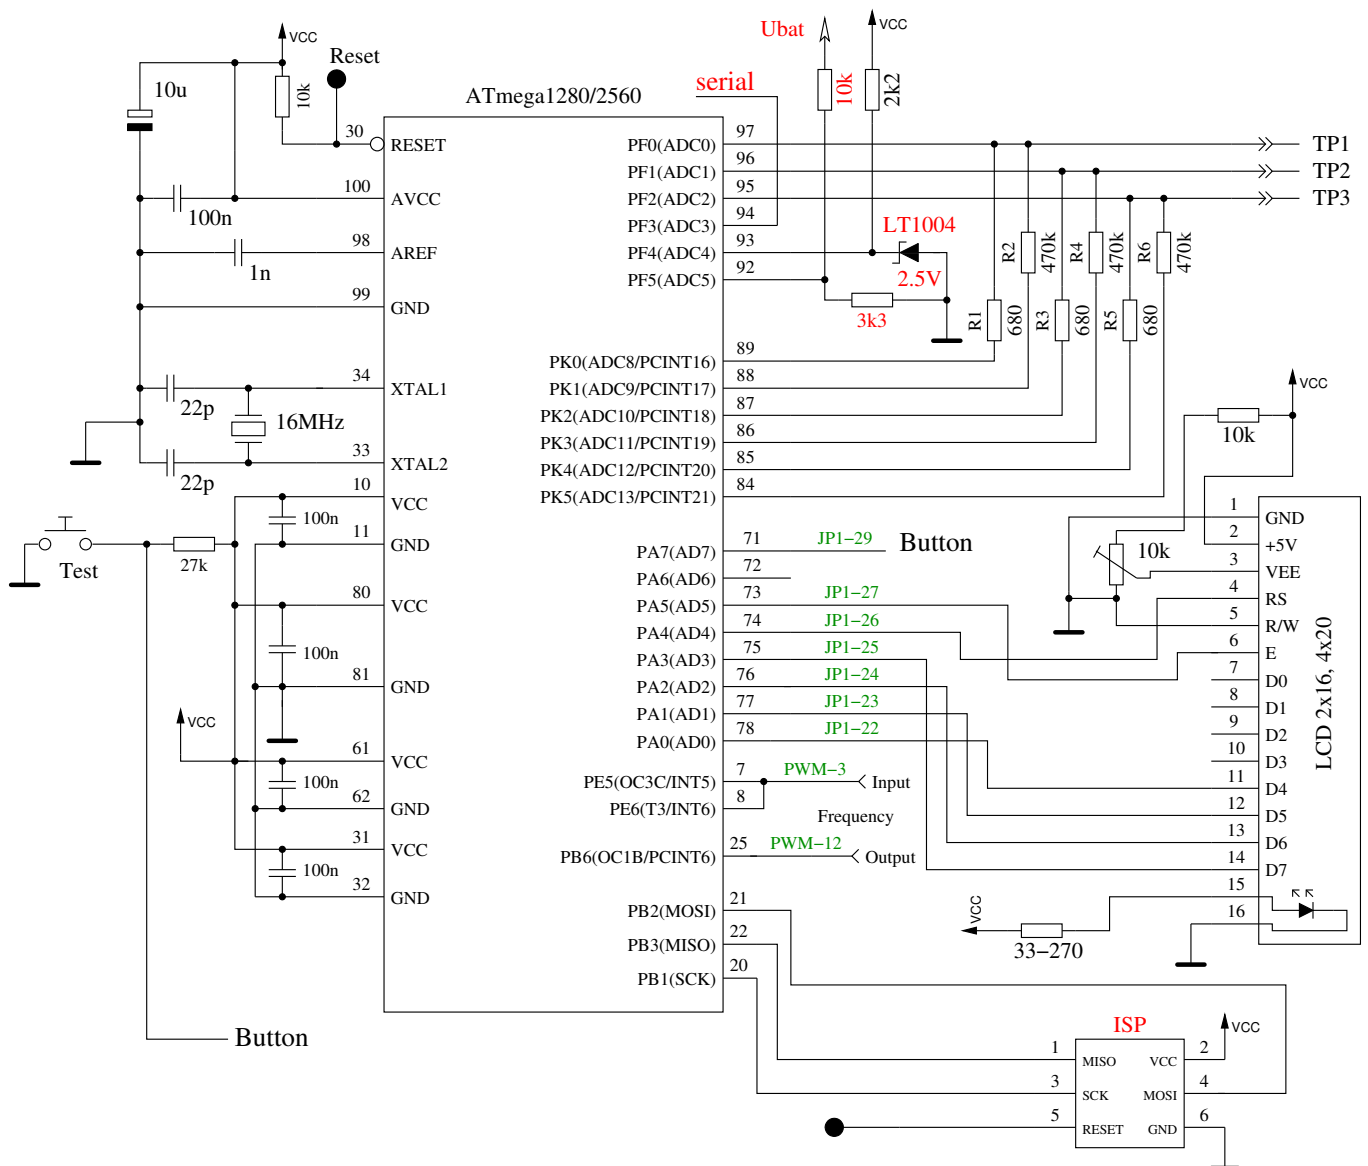 VCC
Reset
10u
10k
ATmega1280/2560
serial
Ubat
10k
VCC
2k2
30 RESET
100 AVCC
100n
98 AREF
1n
99 GND
34 XTAL1
22p
16MHz
33 XTAL2
22p
10 VCC
100n
11 GND
Test
27k
80 VCC
100n
81 GND
VCC
61 VCC
100n
62 GND
31 VCC
100n
32 GND
Button
PF0(ADC0) 97 TP1
PF1(ADC1) 96 TP2
PF2(ADC2) 95 TP3
PF3(ADC3) 94
PF4(ADC4) 93
PF5(ADC5) 92
LT1004
2.5V
3k3
R2 470k
R4 470k
R6 470k
R1 680
R3 680
R5 680
PK0(ADC8/PCINT16) 89
PK1(ADC9/PCINT17) 88
PK2(ADC10/PCINT18) 87
PK3(ADC11/PCINT19) 86
PK4(ADC12/PCINT20) 85
PK5(ADC13/PCINT21) 84
PA7(AD7) 71 JP1−29 Button
PA6(AD6) 72
PA5(AD5) 73 JP1−27
PA4(AD4) 74 JP1−26
PA3(AD3) 75 JP1−25
PA2(AD2) 76 JP1−24
PA1(AD1) 77 JP1−23
PA0(AD0) 78 JP1−22
PE5(OC3C/INT5) 7 PWM−3 Input
PE6(T3/INT6) 8
Frequency
PB6(OC1B/PCINT6) 25 PWM−12 Output
PB2(MOSI) 21
PB3(MISO) 22
PB1(SCK) 20
VCC
10k
10k
1 GND
2 +5V
3 VEE
4 RS
5 R/W
6 E
7 D0
8 D1
9 D2
10 D3
11 D4
12 D5
13 D6
14 D7
15
16
LCD 2x16, 4x20
VCC
33−270
ISP
VCC
1 MISO VCC 2
3 SCK MOSI 4
5 RESET GND 6